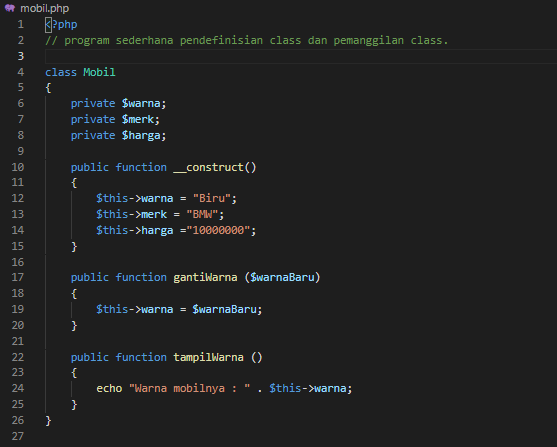 mobil.php
1 <?php
2 // program sederhana pendefinisian class dan pemanggilan class.
3
4 class Mobil
5 {
6     private $warna;
7     private $merk;
8     private $harga;
9
10     public function __construct()
11     {
12         $this->warna = "Biru";
13         $this->merk = "BMW";
14         $this->harga ="10000000";
15     }
16
17     public function gantiWarna ($warnaBaru)
18     {
19         $this->warna = $warnaBaru;
20     }
21
22     public function tampilWarna ()
23     {
24         echo "Warna mobilnya : " . $this->warna;
25     }
26 }
27